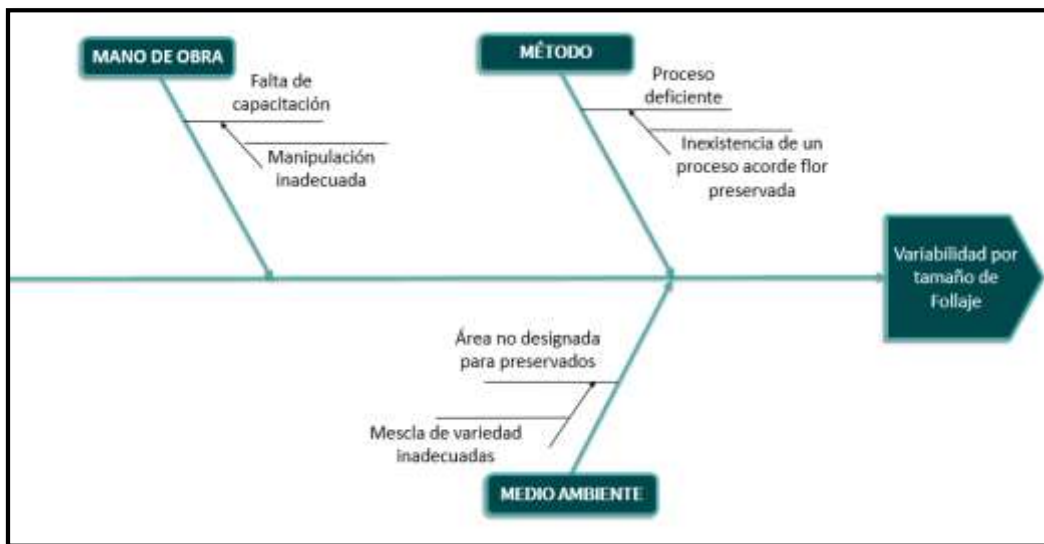 MANO DE OBRA
Falta de
capacitación
Manipulación
inadecuada
MÉTODO
Proceso
deficiente
Inexistencia de un
proceso acorde flor
preservada
Variabilidad por
tamaño de
Follaje
Área no designada
para preservados
Mescla de variedad
inadecuadas
MEDIO AMBIENTE